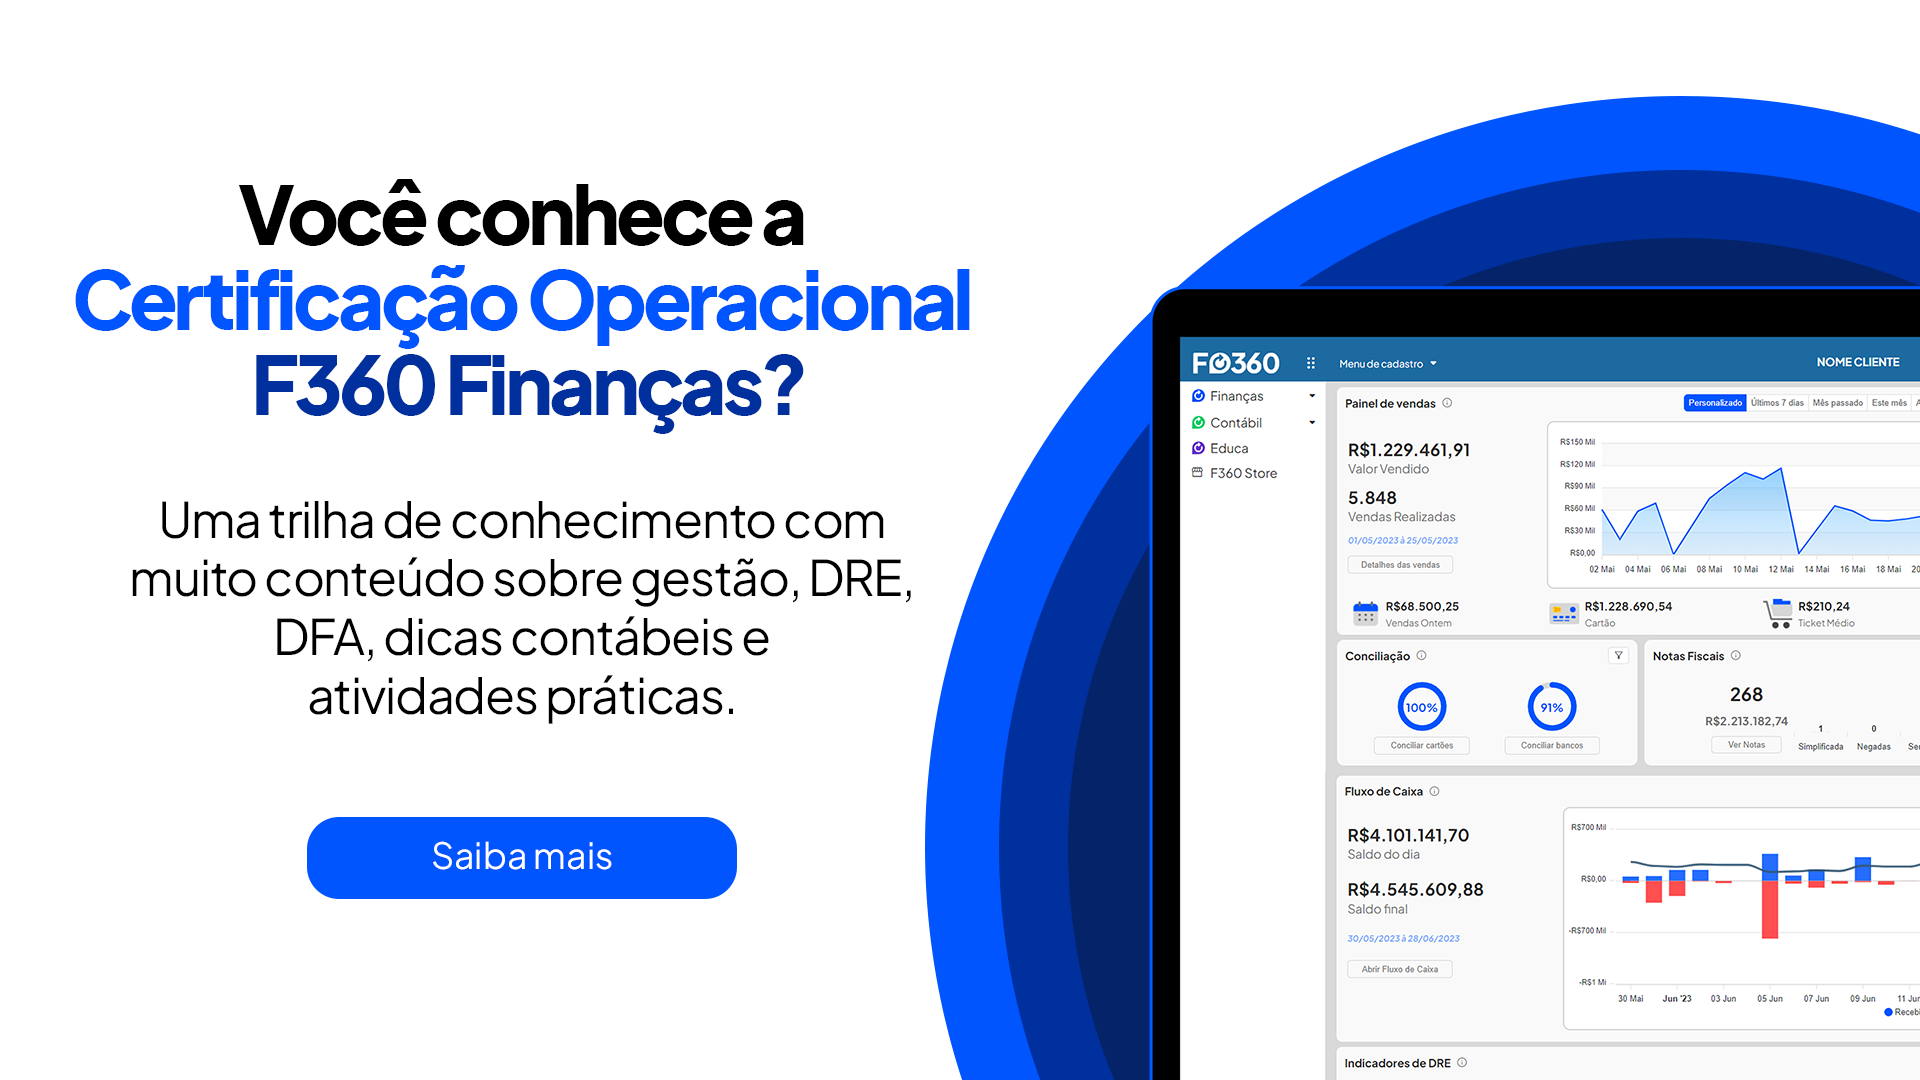 Você conhece a
Certificação Operacional
F360 Finanças?
Uma trilha de conhecimento com
muito conteúdo sobre gestão, DRE,
DFA, dicas contábeis e
atividades práticas.
Saiba mais
F360
Menu de cadastro
NOME CLIENTE
Finanças
Contábil
Educa
F360 Store
Painel de vendas
Personalizado
Últimos 7 dias
Mês passado
Este mês
R$1.229.461,91
Valor Vendido
5.848
Vendas Realizadas
01/05/2023 à 25/05/2023
Detalhes das vendas
R$150 Mil
R$120 Mil
R$90 Mil
R$60 Mil
R$30 Mil
R$0,00
02 Mai 04 Mai 06 Mai 08 Mai 10 Mai 12 Mai 14 Mai 16 Mai 18 Mai 20
R$68.500,25
Vendas Ontem
R$1.228.690,54
Cartão
R$210,24
Ticket Médio
Conciliação
100%
91%
Conciliar cartões
Conciliar bancos
Notas Fiscais
268
R$2.213.182,74
Ver Notas
1
Simplificada
0
Negadas
Fluxo de Caixa
R$4.101.141,70
Saldo do dia
R$4.545.609,88
Saldo final
30/05/2023 à 28/06/2023
Abrir Fluxo de Caixa
R$700 Mil
R$0,00
-R$700 Mil
-R$1 Mi
30 Mai Jun '23 03 Jun 05 Jun 07 Jun 09 Jun 11 Jun
Indicadores de DRE